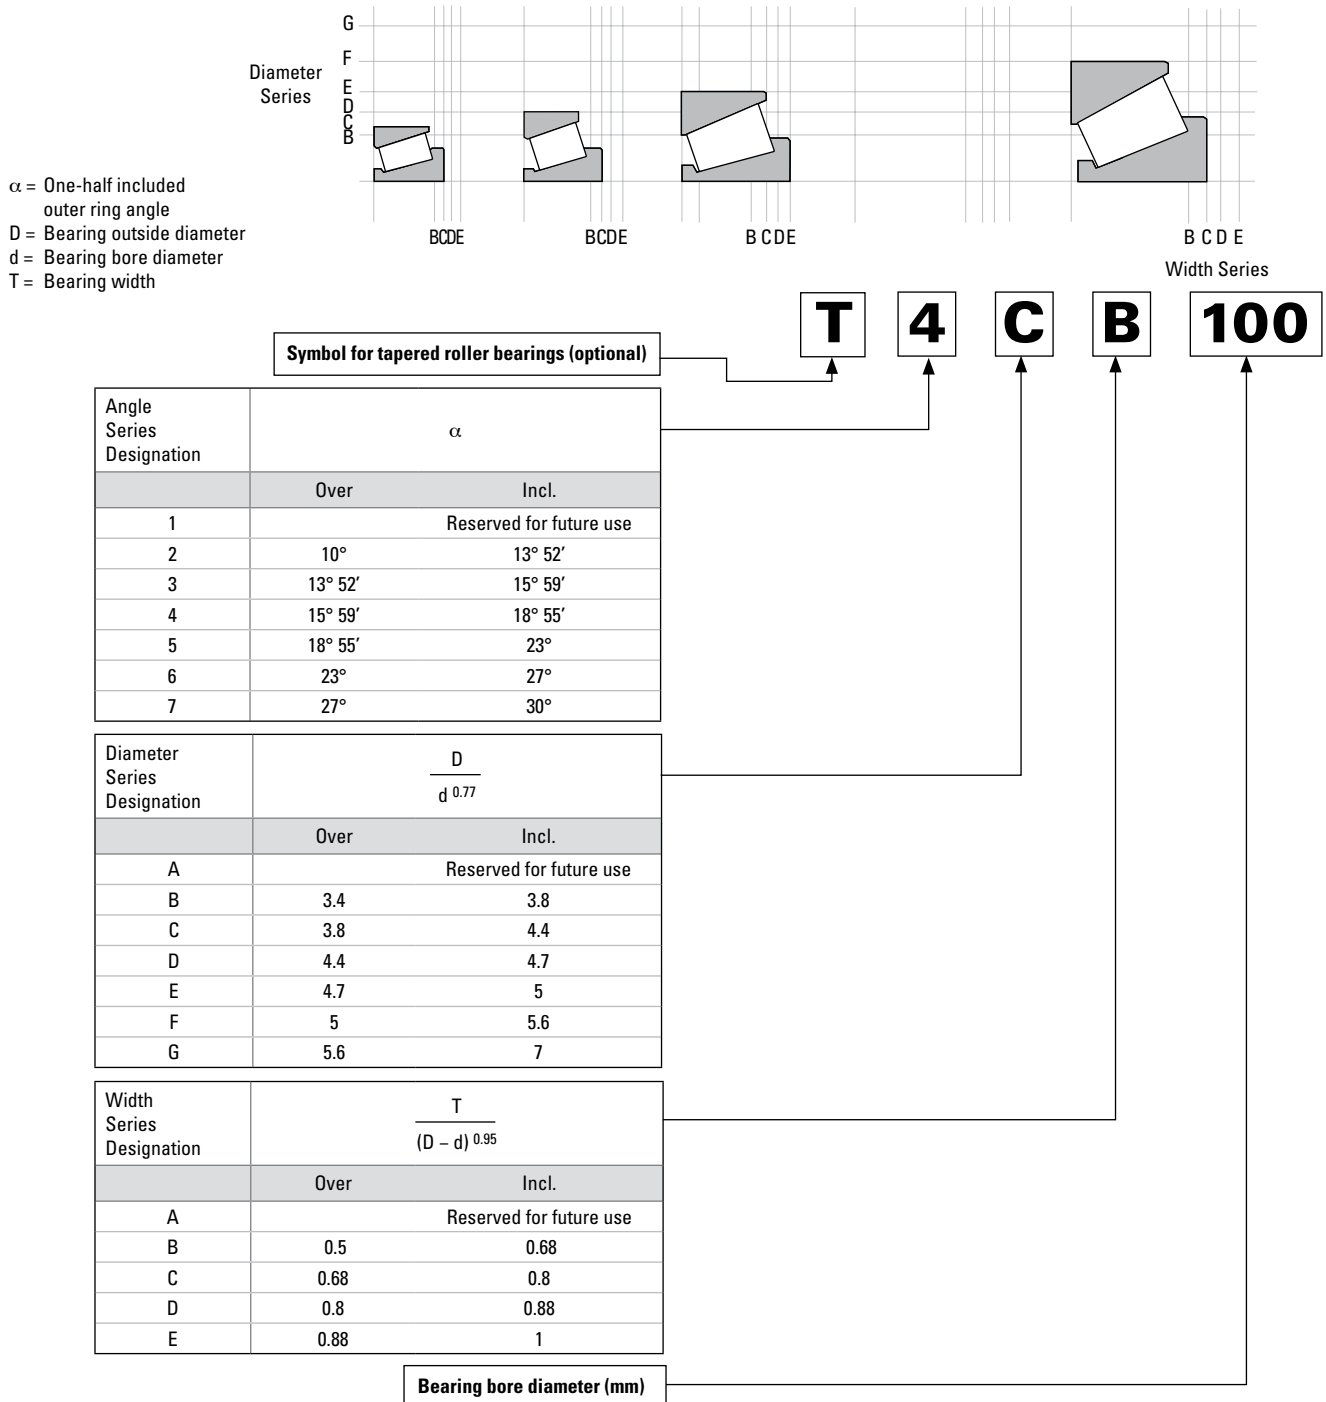 G
F
Diameter
Series
E
D
C
B
BCDE
BCDE
B C D E
B C D E
Width Series
α = One-half included
outer ring angle
D = Bearing outside diameter
d = Bearing bore diameter
T = Bearing width
T 4 C B 100
Symbol for tapered roller bearings (optional)
Angle
Series
Designation
α
Over Incl.
1 Reserved for future use
2 10° 13° 52′
3 13° 52′ 15° 59′
4 15° 59′ 18° 55′
5 18° 55′ 23°
6 23° 27°
7 27° 30°
Diameter
Series
Designation
D
d 0.77
Over Incl.
A Reserved for future use
B 3.4 3.8
C 3.8 4.4
D 4.4 4.7
E 4.7 5
F 5 5.6
G 5.6 7
Width
Series
Designation
T
(D – d) 0.95
Over Incl.
A Reserved for future use
B 0.5 0.68
C 0.68 0.8
D 0.8 0.88
E 0.88 1
Bearing bore diameter (mm)